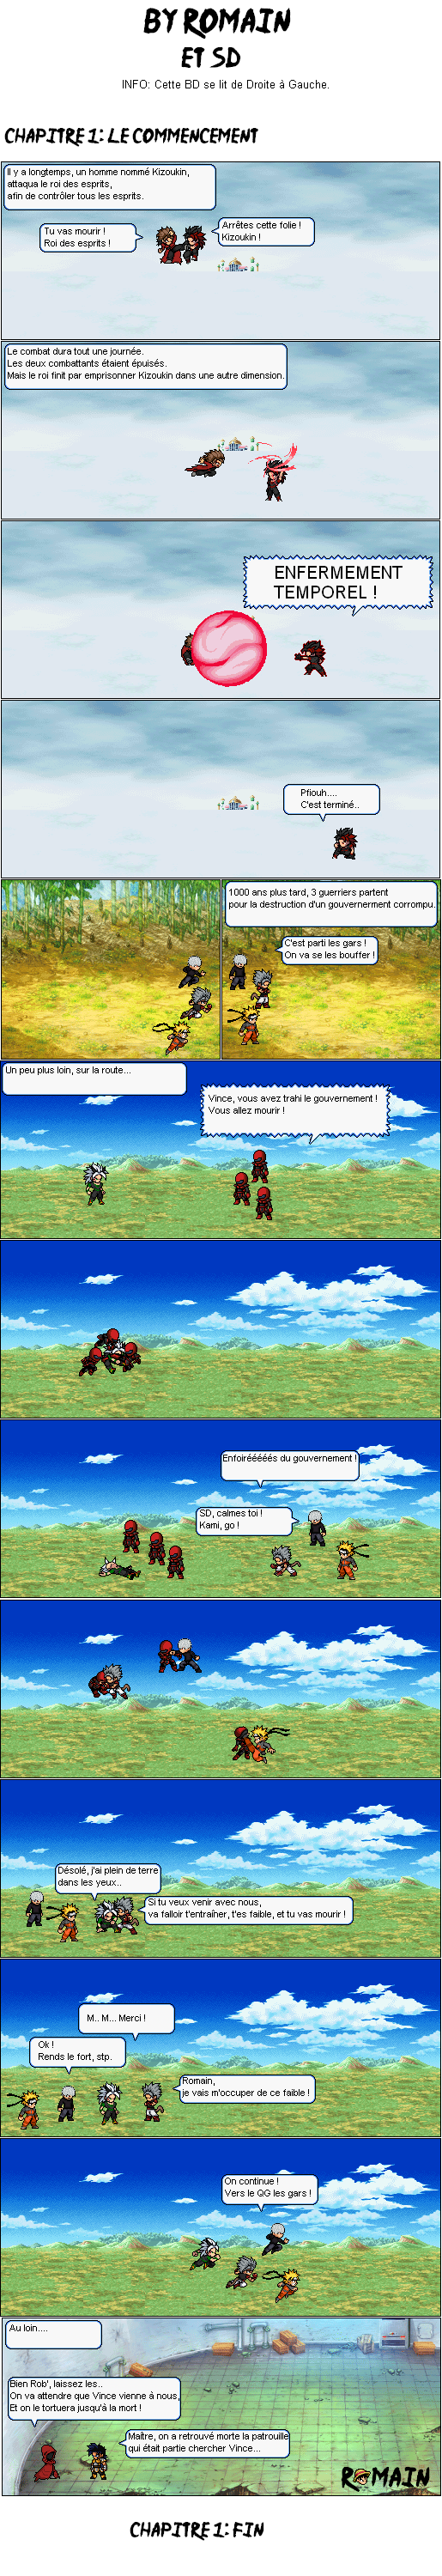 BY ROMAIN
ET SD
INFO: Cette BD se lit de Droite à Gauche.
CHAPITRE 1: LE COMMENCEMENT
Il y a longtemps, un homme nommé Kizoukin,
attaqua le roi des esprits,
afin de contrôler tous les esprits.
Arrêtes cette folie !
Kizoukin !
Tu vas mourir !
Roi des esprits !
Le combat dura tout une journée.
Les deux combattants étaient épuisés.
Mais le roi finit par emprisonner Kizoukin dans une autre dimension.
ENFERMEMENT
TEMPOREL !
Pfiouh....
C'est terminé..
1000 ans plus tard, 3 guerriers partent
pour la destruction d'un gouvernerment corrompu.
C'est parti les gars !
On va se les bouffer !
Un peu plus loin, sur la route...
Vince, vous avez trahi le gouvernement !
Vous allez mourir !
Enfoiréééééés du gouvernement !
SD, calmes toi !
Kami, go !
Désolé, j'ai plein de terre
dans les yeux..
Si tu veux venir avec nous,
va falloir t'entraîner, t'es faible, et tu vas mourir !
M.. M... Merci !
Ok !
Rends le fort, stp.
Romain,
je vais m'occuper de ce faible !
On continue !
Vers le QG les gars !
Au loin....
Bien Rob', laissez les..
On va attendre que Vince vienne à nous,
Et on le tortuera jusqu'à la mort !
Maître, on a retrouvé morte la patrouille
qui était partie chercher Vince...
ROMAIN
CHAPITRE 1: FIN